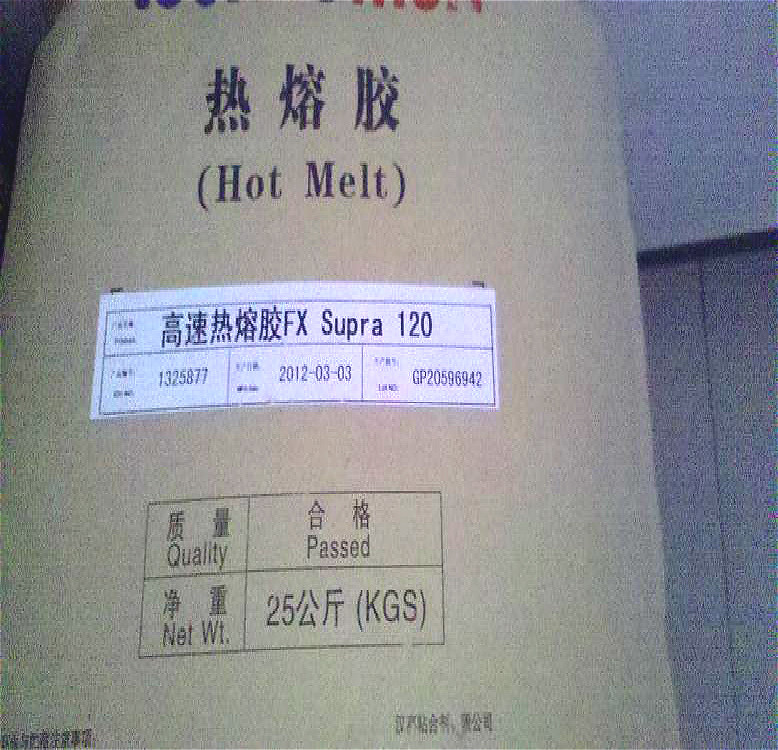 热熔胶
(Hot Melt)
高速热熔胶FX Supra 120
1325877 2012-03-03 GP20596942
质量 合格
Quality Passed
净重 25公斤 (KGS)
Net Wt.